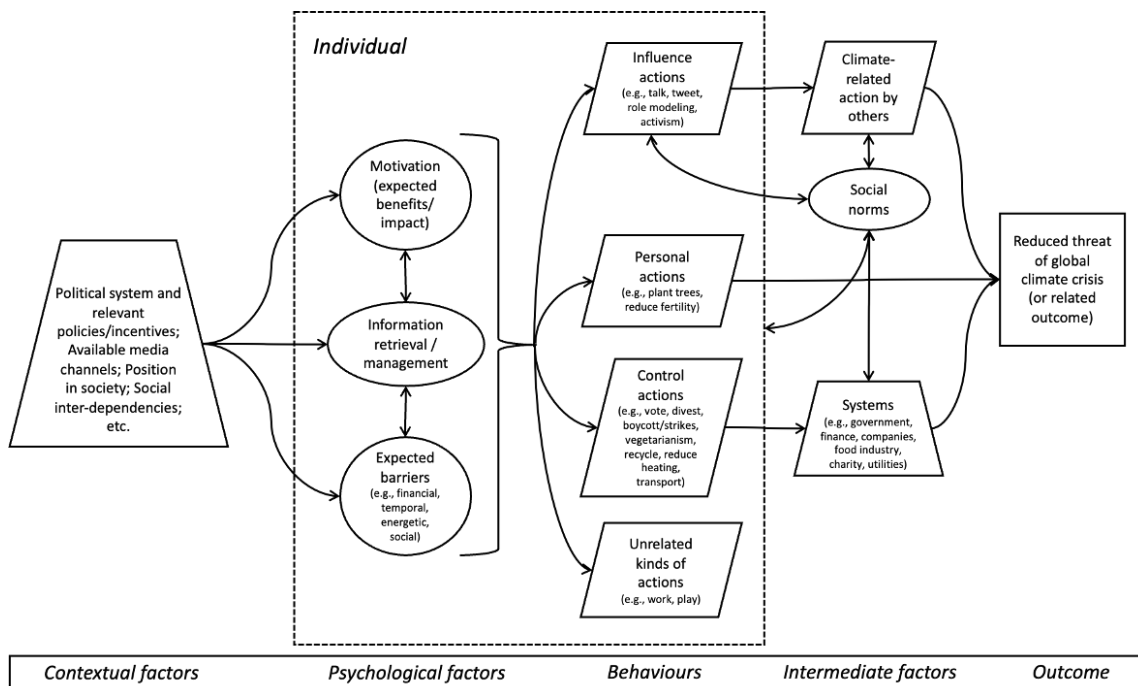 Individual
Political system and
relevant
policies/incentives;
Available media
channels; Position
in society; Social
inter-dependencies;
etc.
Motivation
(expected
benefits/
impact)
Information
retrieval /
management
Expected
barriers
(e.g., financial,
temporal,
energetic,
social)
Influence
actions
(e.g., talk, tweet,
role modeling,
activism)
Personal
actions
(e.g., plant trees,
reduce fertility)
Control
actions
(e.g., vote, divest,
boycott/strikes,
vegetarianism,
recycle, reduce
heating,
transport)
Unrelated
kinds of
actions
(e.g., work, play)
Climate-
related
action by
others
Social
norms
Systems
(e.g., government,
finance, companies,
food industry,
charity, utilities)
Reduced threat
of global
climate crisis
(or related
outcome)
Contextual factors
Psychological factors
Behaviours
Intermediate factors
Outcome